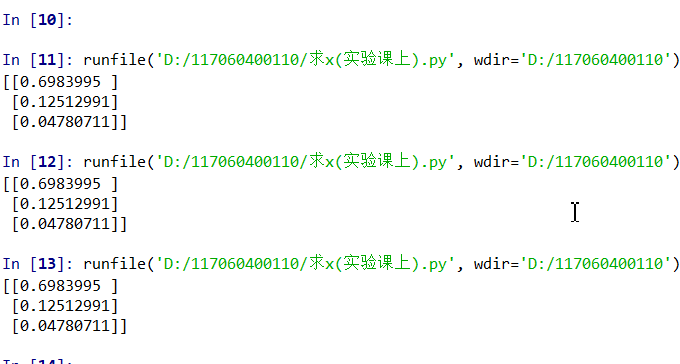 In [10]:
In [11]: runfile('D:/117060400110/求x(实验课上).py', wdir='D:/117060400110')
[[0.6983995 ]
 [0.12512991]
 [0.04780711]]
In [12]: runfile('D:/117060400110/求x(实验课上).py', wdir='D:/117060400110')
[[0.6983995 ]
 [0.12512991]
 [0.04780711]]
In [13]: runfile('D:/117060400110/求x(实验课上).py', wdir='D:/117060400110')
[[0.6983995 ]
 [0.12512991]
 [0.04780711]]
In [14]: